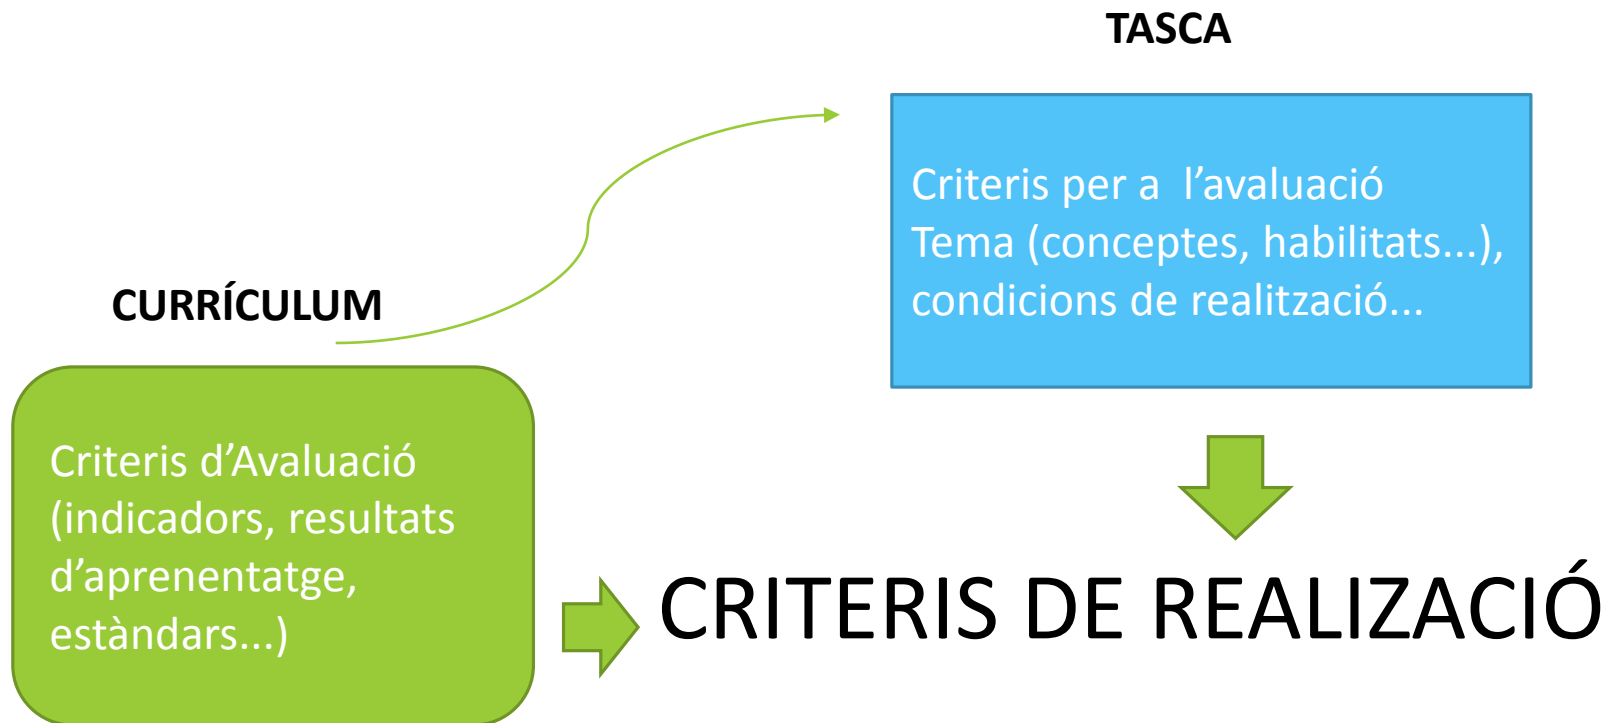 TASCA
Criteris per a  l’avaluació
Tema (conceptes, habilitats...),
condicions de realització...
CURRÍCULUM
Criteris d’Avaluació
(indicadors, resultats
d’aprenentatge,
estàndars...)
CRITERIS DE REALIZACIÓ